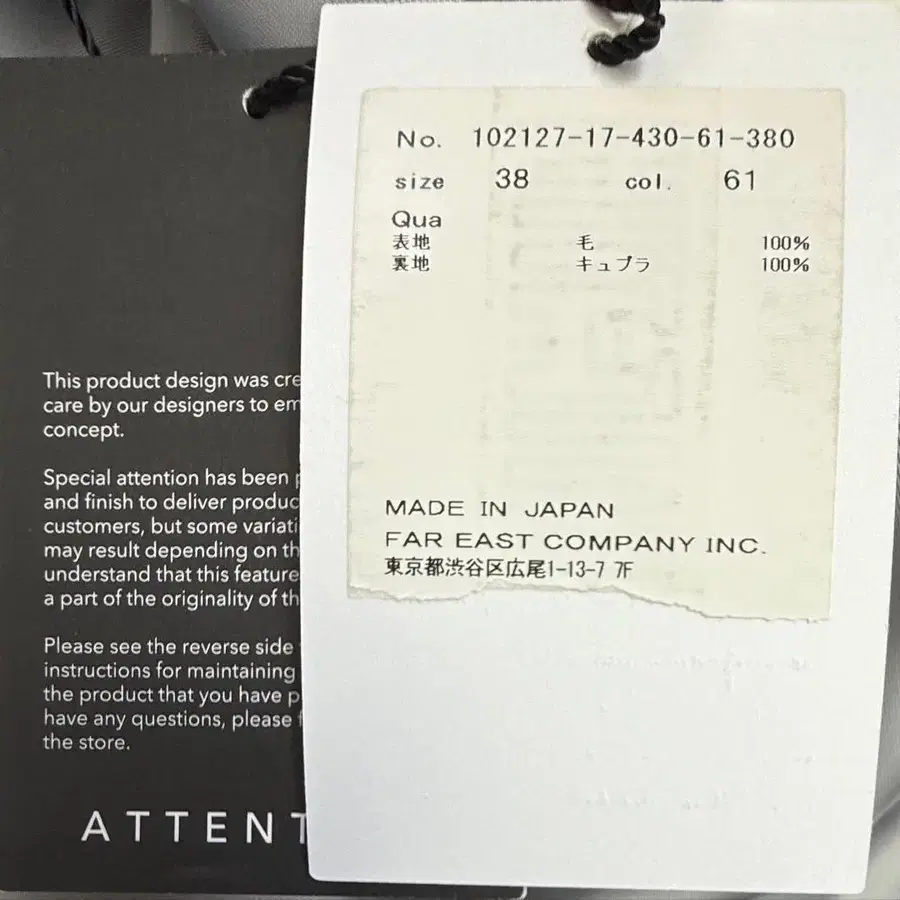 No. 102127-17-430-61-380
size 38 col. 61
Qua
表地 毛 100%
裏地 キュプラ 100%
MADE IN JAPAN
FAR EAST COMPANY INC.
東京都渋谷区広尾1-13-7 7F
This product design was cre
care by our designers to em
concept.
Special attention has been
and finish to deliver produc
customers, but some variati
may result depending on th
understand that this feature
a part of the originality of th
Please see the reverse side
instructions for maintaining
the product that you have p
have any questions, please f
the store.
ATTENT